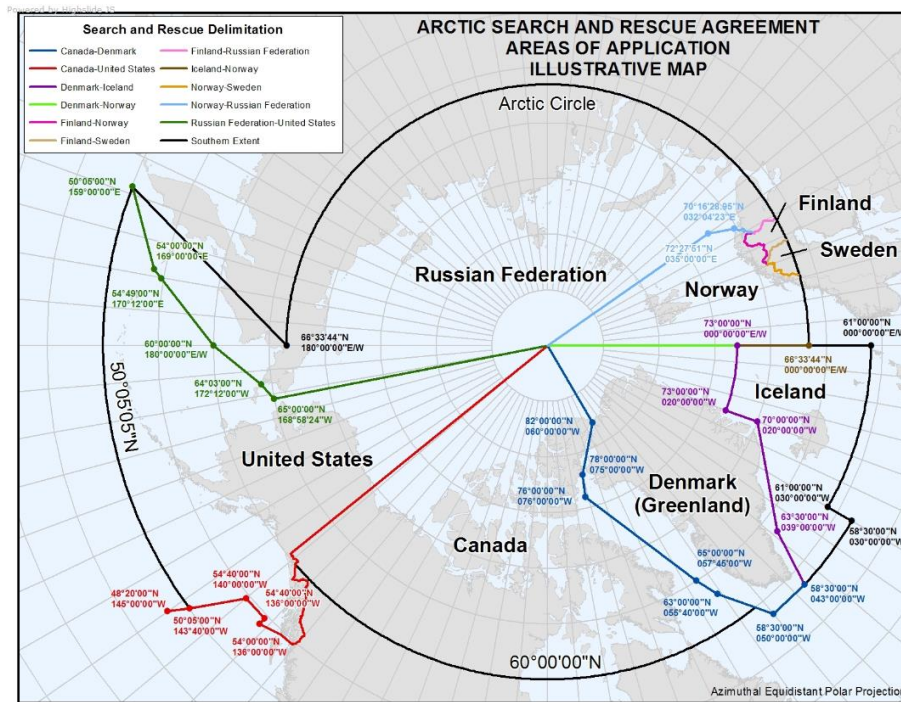 Powered by Highslide JS
Search and Rescue Delimitation
Canada-Denmark
Canada-United States
Denmark-Iceland
Denmark-Norway
Finland-Norway
Finland-Sweden
Finland-Russian Federation
Iceland-Norway
Norway-Sweden
Norway-Russian Federation
Russian Federation-United States
Southern Extent
ARCTIC SEARCH AND RESCUE AGREEMENT
AREAS OF APPLICATION
ILLUSTRATIVE MAP
Arctic Circle
50°05'00"N
159°00'00"E
54°00'00"N
169°00'00"E
54°49'00"N
170°12'00"E
60°00'00"N
180°00'00"E/W
64°03'00"N
172°12'00"W
65°00'00"N
168°58'24"W
66°33'44"N
180°00'00"E/W
70°16'28.95"N
032°04'23"E
72°27'51"N
035°00'00"E
Finland
Sweden
Russian Federation
Norway
73°00'00"N
000°00'00"E/W
61°00'00"N
000°00'00"E/W
66°33'44"N
000°00'00"E/W
Iceland
73°00'00"N
020°00'00"W
70°00'00"N
020°00'00"W
50°05'05"N
United States
82°00'00"N
060°00'00"W
78°00'00"N
075°00'00"W
76°00'00"N
076°00'00"W
Denmark
(Greenland)
61°00'00"N
030°00'00"W
63°30'00"N
039°00'00"W
58°30'00"N
030°00'00"W
Canada
65°00'00"N
057°45'00"W
63°00'00"N
055°40'00"W
58°30'00"N
043°00'00"W
58°30'00"N
050°00'00"W
48°20'00"N
145°00'00"W
50°05'00"N
143°40'00"W
54°40'00"N
140°00'00"W
54°40'00"N
136°00'00"W
54°00'00"N
136°00'00"W
60°00'00"N
Azimuthal Equidistant Polar Projection